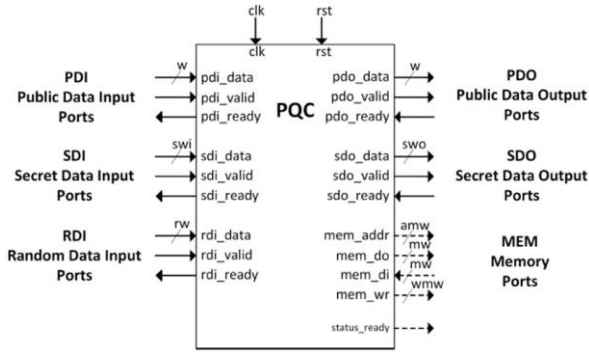 clk rst
clk rst
PDI
Public Data Input
Ports
w
pdi_data
pdi_valid
pdi_ready
SDI
Secret Data Input
Ports
swi
sdi_data
sdi_valid
sdi_ready
RDI
Random Data Input
Ports
rw
rdi_data
rdi_valid
rdi_ready
PQC
pdo_data
pdo_valid
pdo_ready
w
PDO
Public Data Output
Ports
sdo_data
sdo_valid
sdo_ready
swo
SDO
Secret Data Output
Ports
mem_addr
mem_do
mem_di
mem_wr
amw
mw
mw
wmw
MEM
Memory
Ports
status_ready